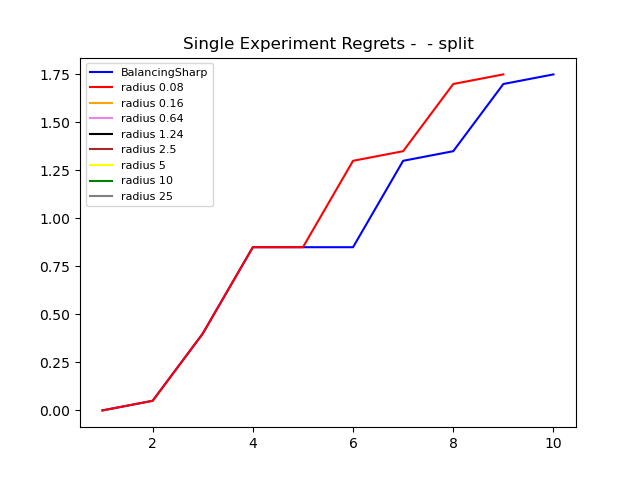 Single Experiment Regrets -  - split
1.75
1.50
1.25
1.00
0.75
0.50
0.25
0.00
BalancingSharp
radius 0.08
radius 0.16
radius 0.64
radius 1.24
radius 2.5
radius 5
radius 10
radius 25
2 4 6 8 10